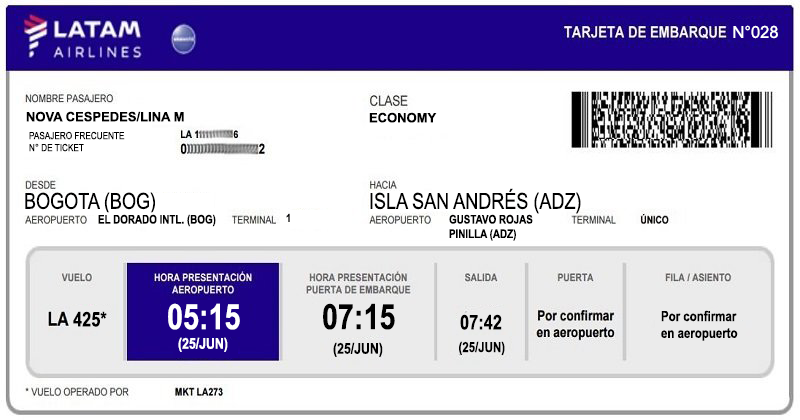 LATAM
AIRLINES
TARJETA DE EMBARQUE N°028
NOMBRE PASAJERO
NOVA CESPEDES/LINA M
PASAJERO FRECUENTE LA 1 6
N° DE TICKET 0 2
CLASE
ECONOMY
DESDE
BOGOTA (BOG)
AEROPUERTO EL DORADO INTL. (BOG) TERMINAL 1
HACIA
ISLA SAN ANDRÉS (ADZ)
AEROPUERTO GUSTAVO ROJAS PINILLA (ADZ) TERMINAL ÚNICO
VUELO
LA 425*
HORA PRESENTACIÓN
AEROPUERTO
05:15
(25/JUN)
HORA PRESENTACIÓN
PUERTA DE EMBARQUE
07:15
(25/JUN)
SALIDA
07:42
(25/JUN)
PUERTA
Por confirmar
en aeropuerto
FILA / ASIENTO
Por confirmar
en aeropuerto
* VUELO OPERADO POR MKT LA273